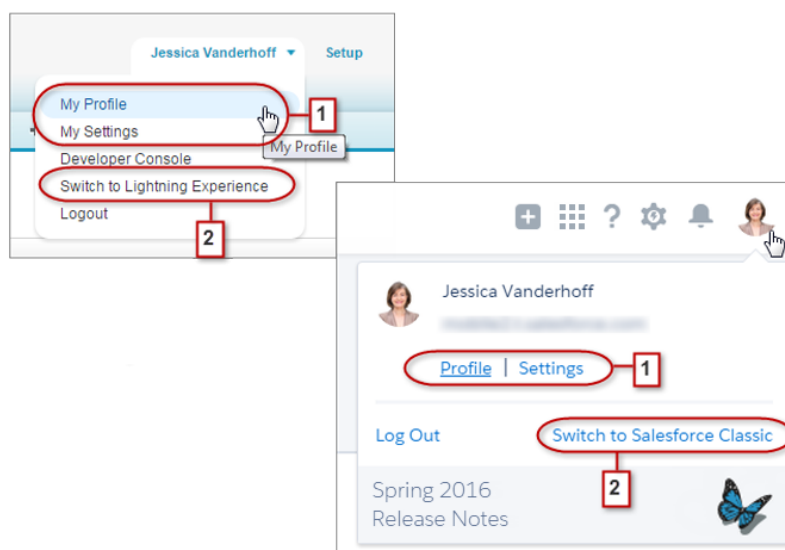 Jessica Vanderhoff Setup
My Profile
1
My Settings
My Profile
Developer Console
Switch to Lightning Experience
Logout
2
?
Jessica Vanderhoff
Profile | Settings
1
Log Out Switch to Salesforce Classic
2
Spring 2016
Release Notes